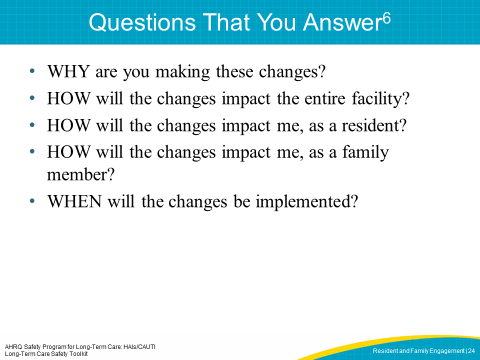 Questions That You Answer6
• WHY are you making these changes?
• HOW will the changes impact the entire facility?
• HOW will the changes impact me, as a resident?
• HOW will the changes impact me, as a family
member?
• WHEN will the changes be implemented?
AHRQ Safety Program for Long-Term Care: HAIs/CAUTI
Long-Term Care Safety Toolkit
Resident and Family Engagement | 24